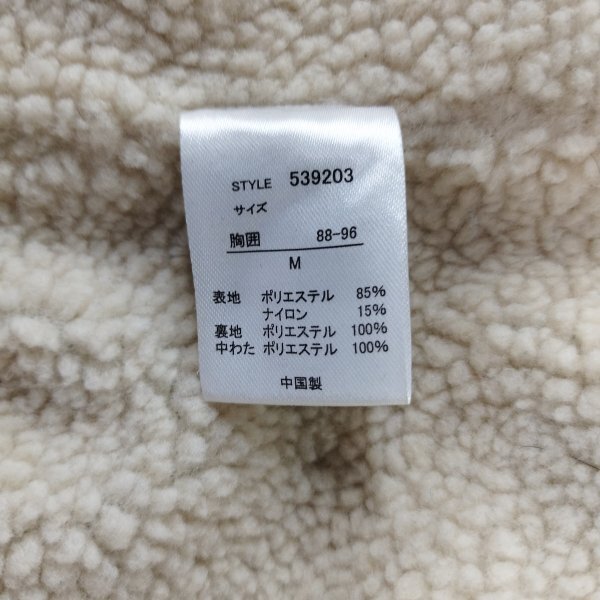 STYLE 539203
サイズ
胸囲 88-96
M
表地 ポリエステル 85%
ナイロン 15%
裏地 ポリエステル 100%
中わた ポリエステル 100%
中国製